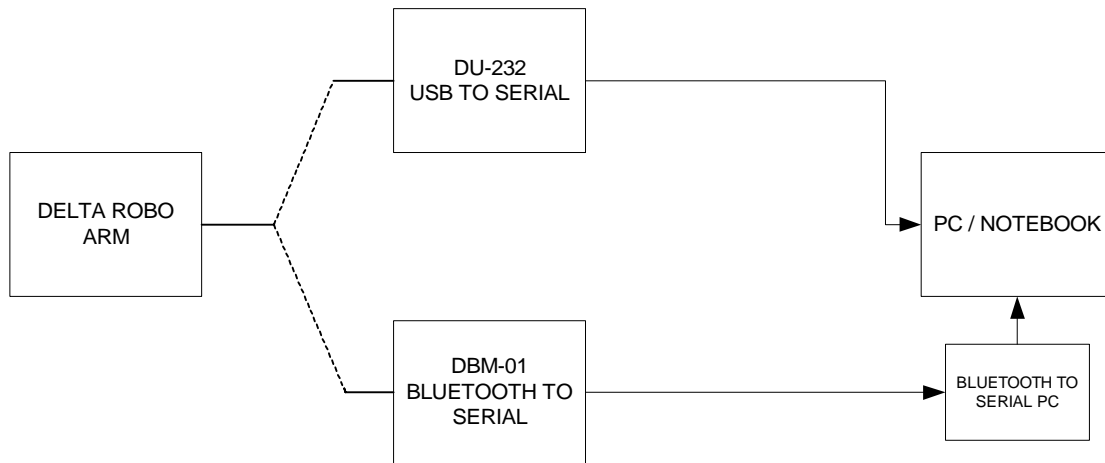 DU-232
USB TO SERIAL
DELTA ROBO
ARM
PC / NOTEBOOK
DBM-01
BLUETOOTH TO
SERIAL
BLUETOOTH TO
SERIAL PC